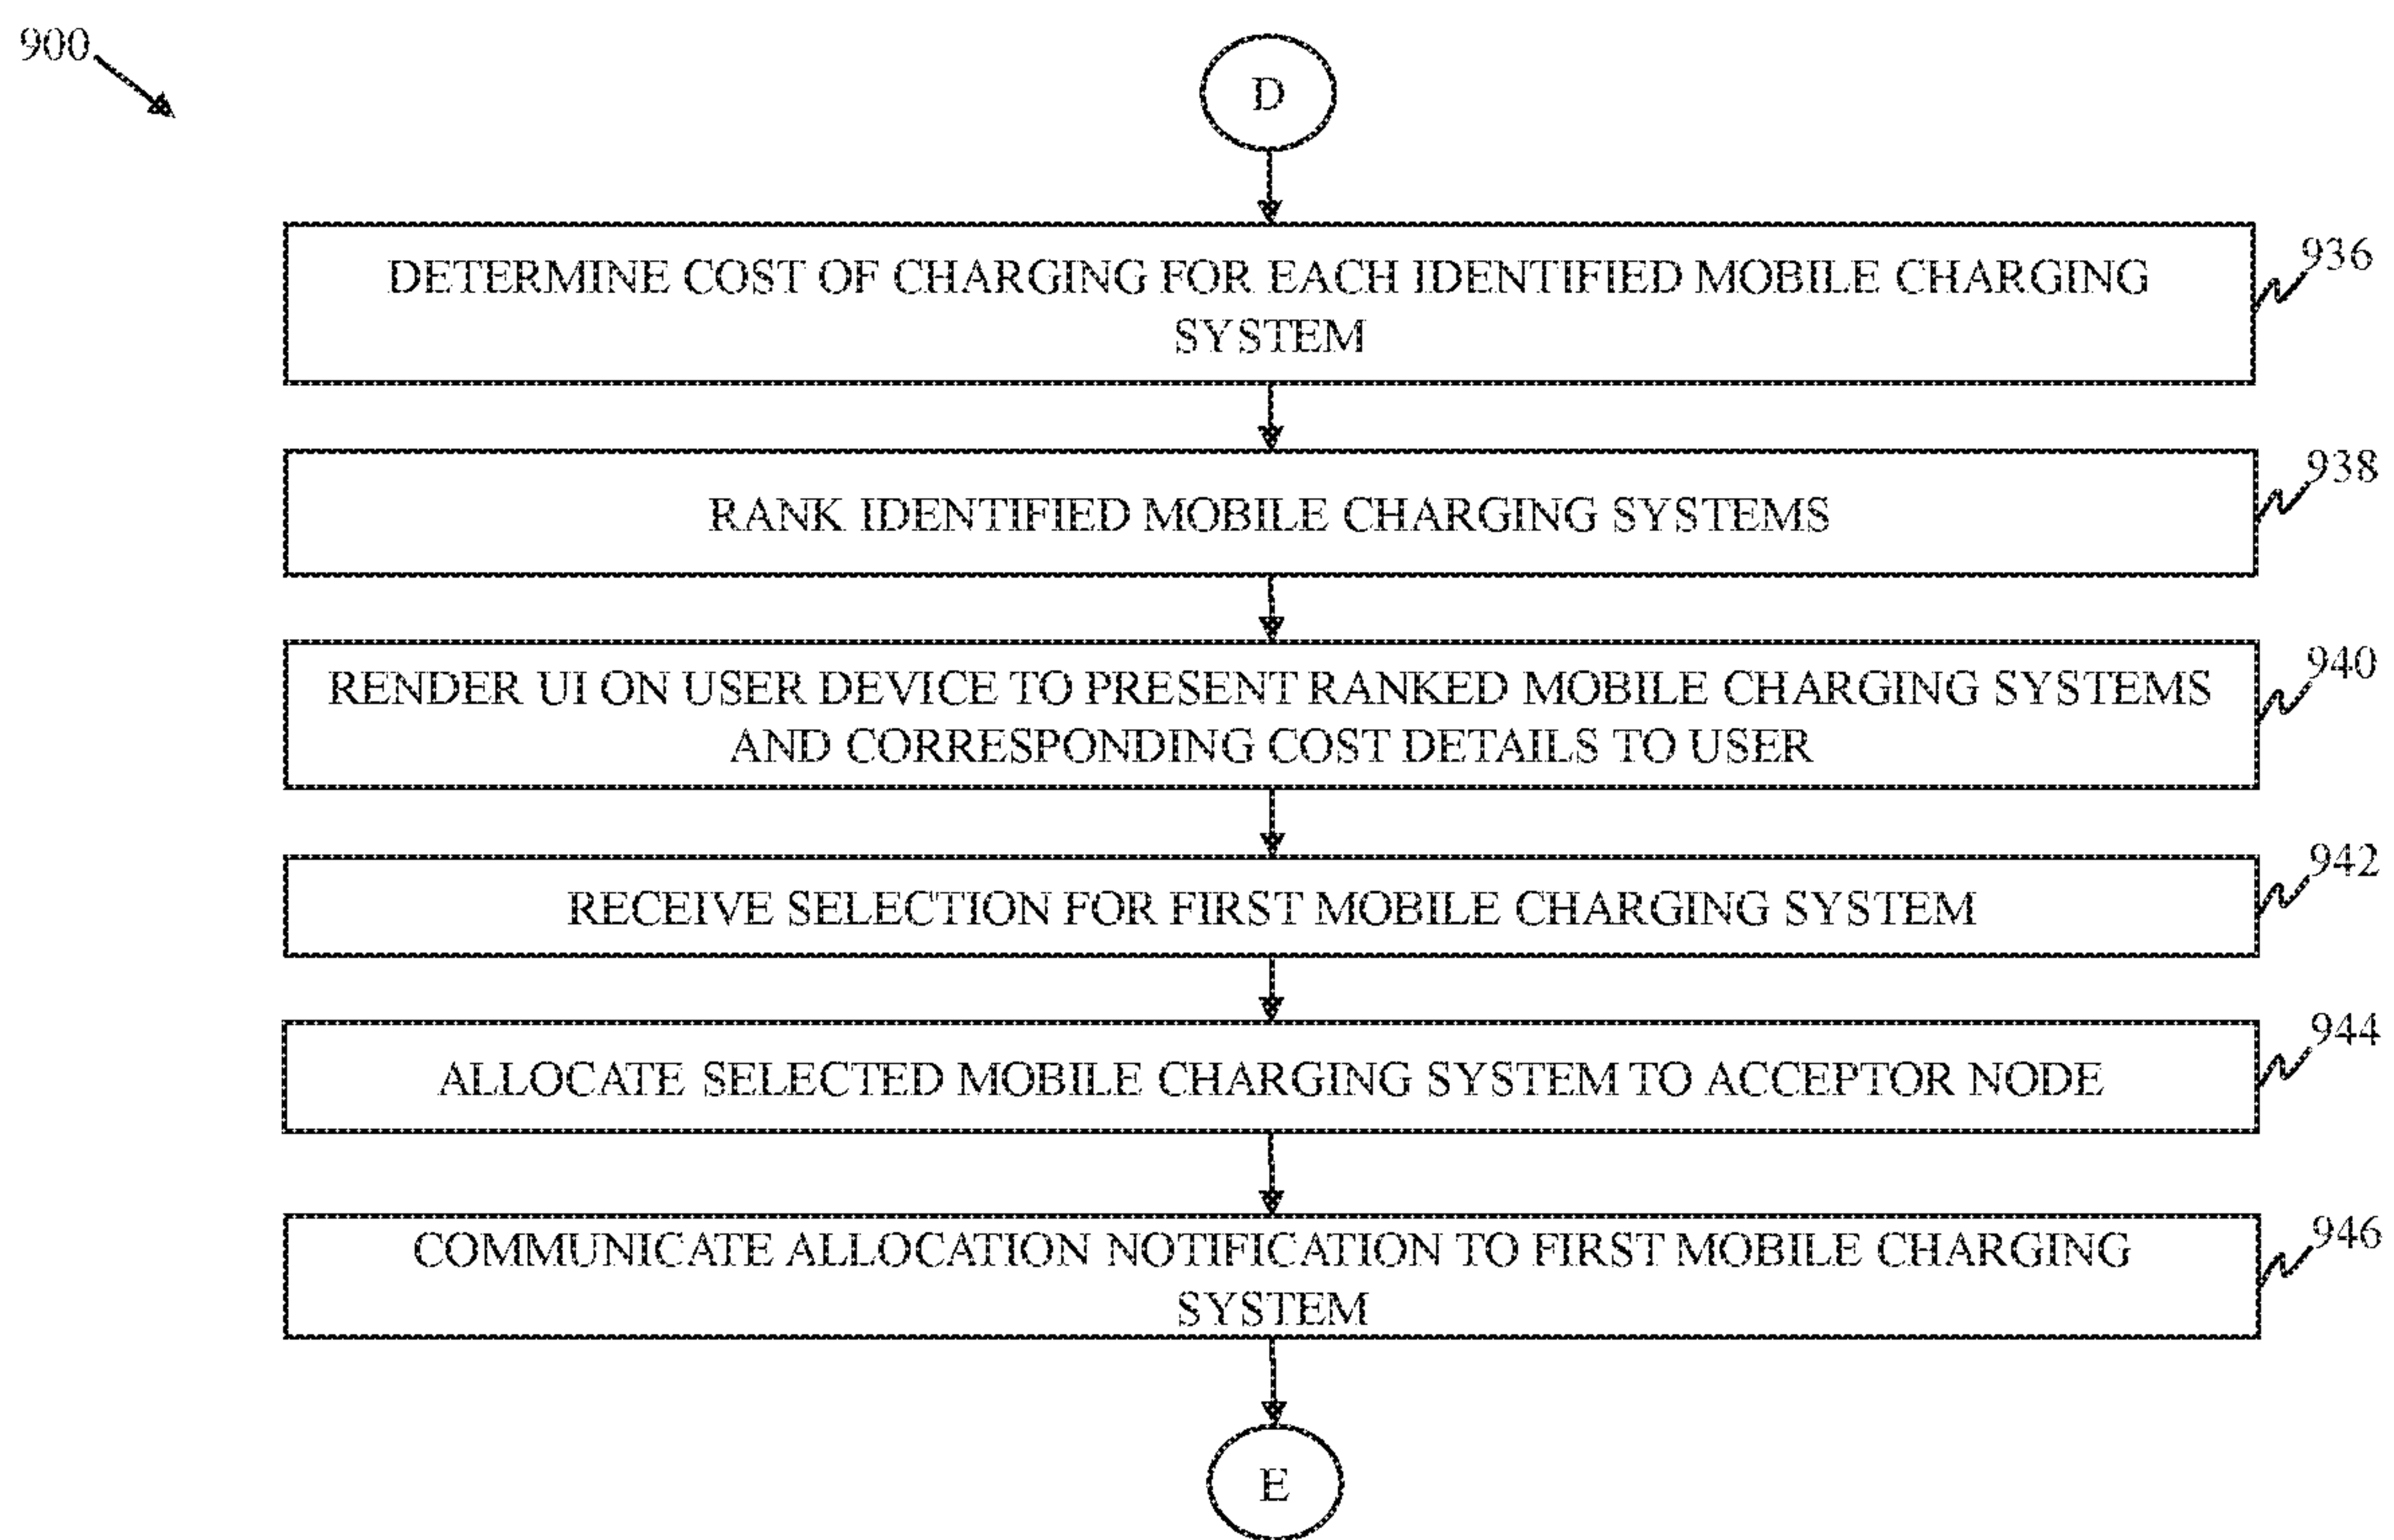 900
D
DETERMINE COST OF CHARGING FOR EACH IDENTIFIED MOBILE CHARGING
SYSTEM
936
RANK IDENTIFIED MOBILE CHARGING SYSTEMS
938
RENDER UI ON USER DEVICE TO PRESENT RANKED MOBILE CHARGING SYSTEMS
AND CORRESPONDING COST DETAILS TO USER
940
RECEIVE SELECTION FOR FIRST MOBILE CHARGING SYSTEM
942
ALLOCATE SELECTED MOBILE CHARGING SYSTEM TO ACCEPTOR NODE
944
COMMUNICATE ALLOCATION NOTIFICATION TO FIRST MOBILE CHARGING
SYSTEM
946
E